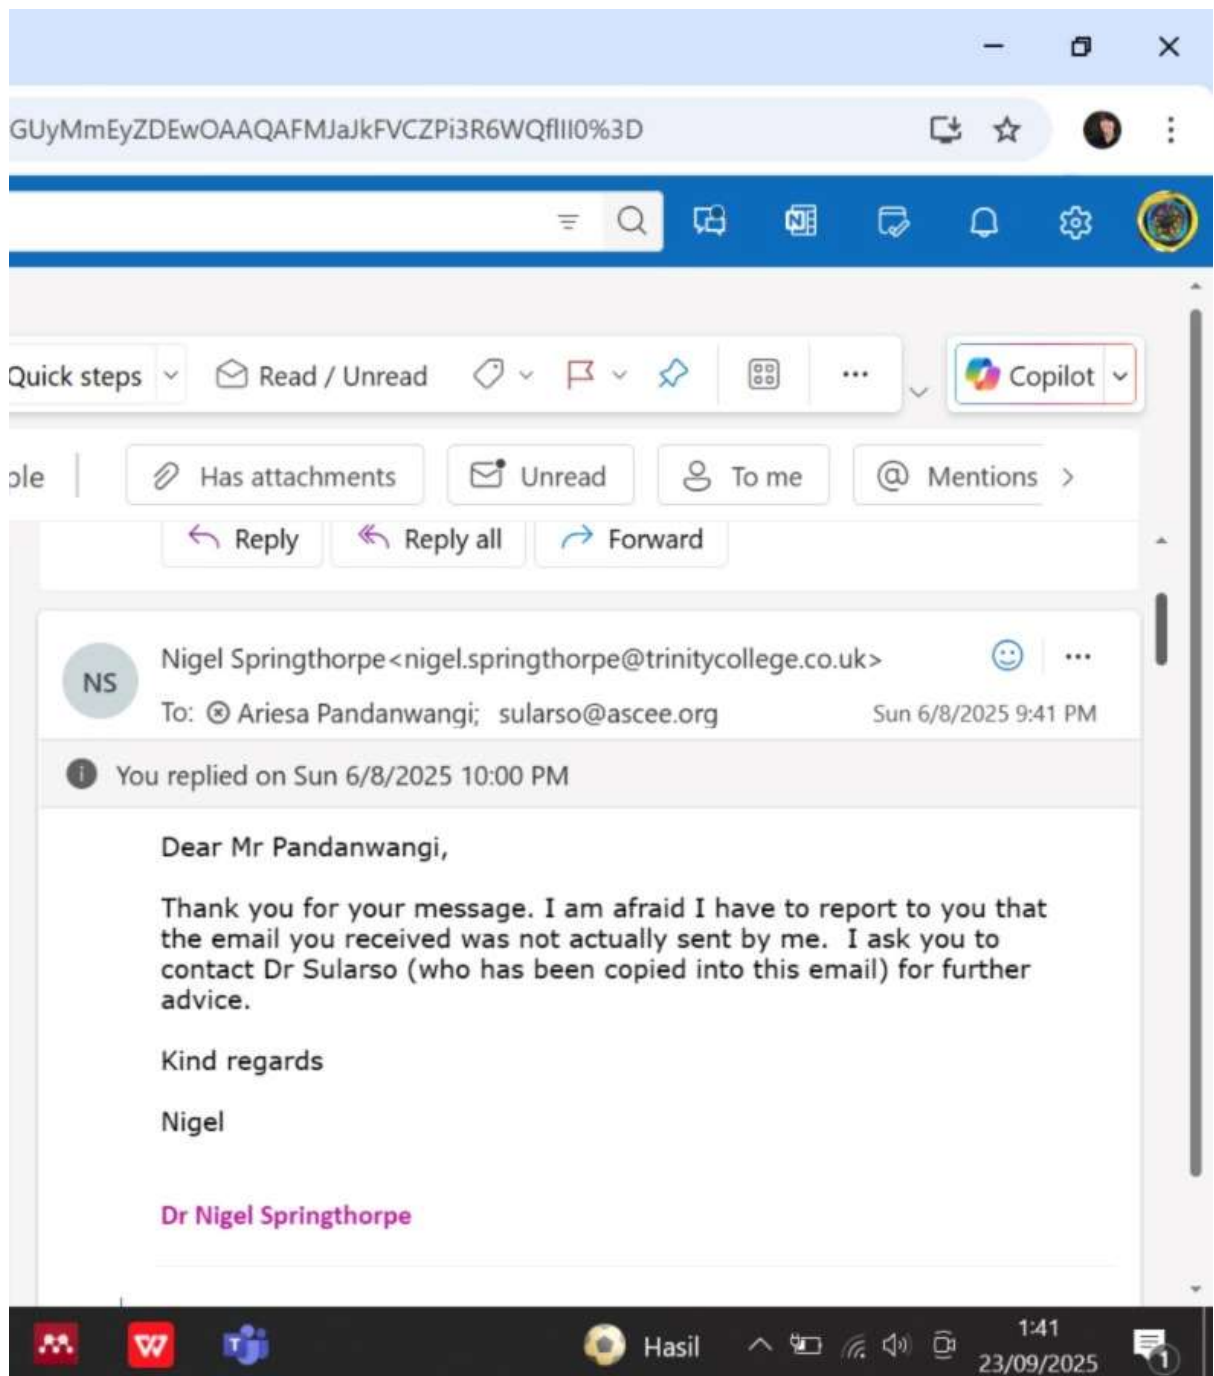 GUyMmEyZDEwOAAQAFMJaJkFVCZPi3R6WQflII0%3D
Quick steps Read / Unread ... Copilot
ole Has attachments Unread To me @ Mentions >
Reply Reply all Forward
NS
Nigel Springthorpe<nigel.springthorpe@trinitycollege.co.uk>
To: Ariesa Pandanwangi; sularso@ascee.org Sun 6/8/2025 9:41 PM
You replied on Sun 6/8/2025 10:00 PM
Dear Mr Pandanwangi,
Thank you for your message. I am afraid I have to report to you that
the email you received was not actually sent by me. I ask you to
contact Dr Sularso (who has been copied into this email) for further
advice.
Kind regards
Nigel
Dr Nigel Springthorpe
Hasil 1:41
23/09/2025
1